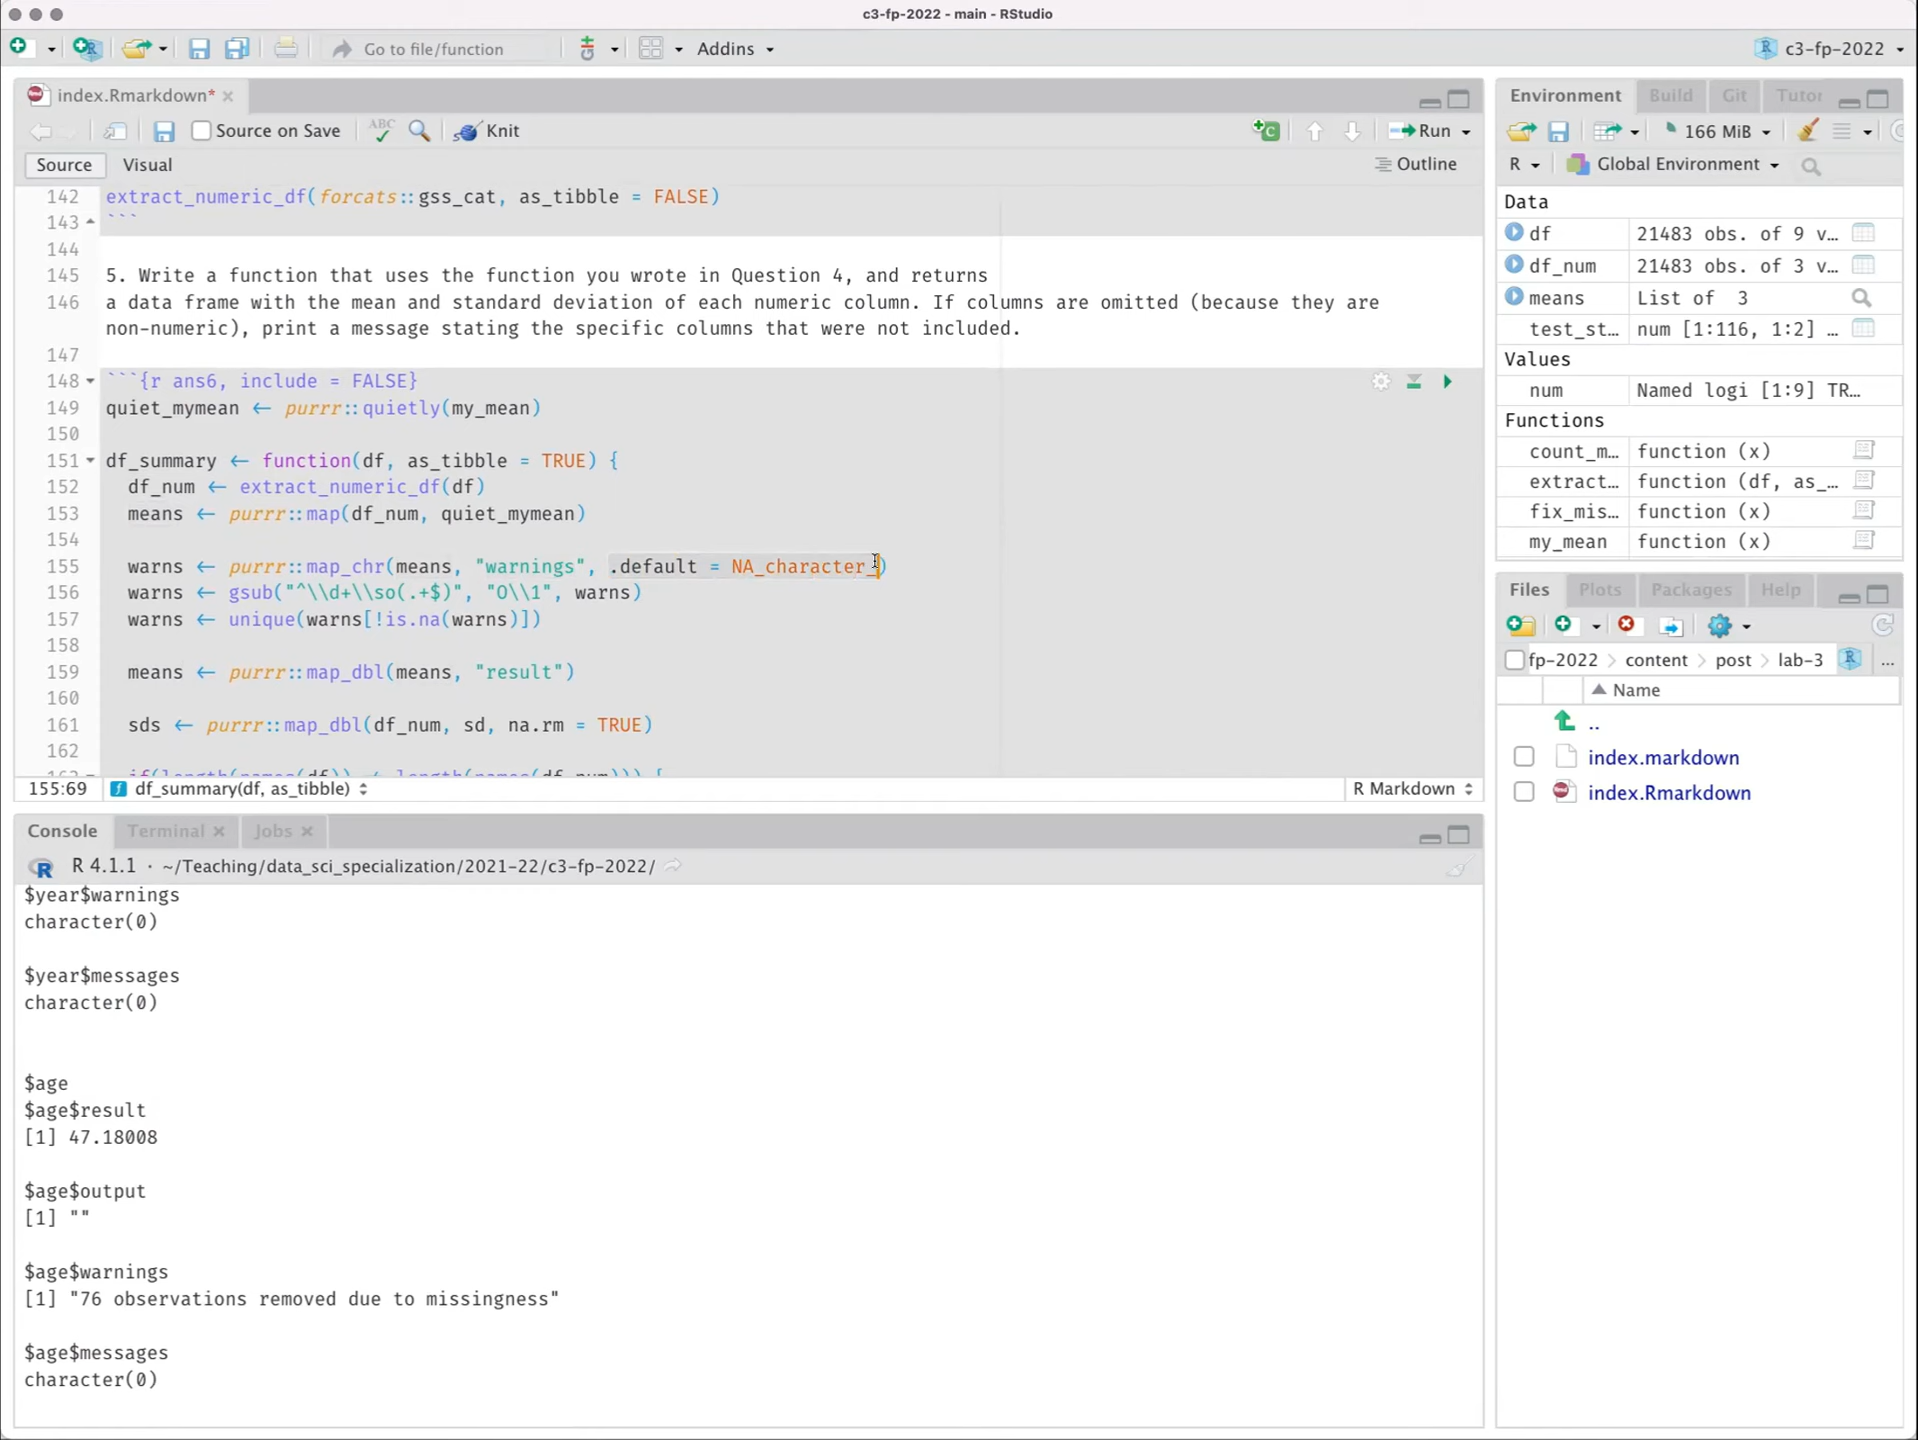 c3-fp-2022 - main - RStudio
Go to file/function
Addins
c3-fp-2022
index.Rmarkdown*
Source on Save
ABC
Knit
Run
Source
Visual
Outline
142 extract_numeric_df(forcats::gss_cat, as_tibble = FALSE)
143 ```
144
145 5. Write a function that uses the function you wrote in Question 4, and returns
146 a data frame with the mean and standard deviation of each numeric column. If columns are omitted (because they are
non-numeric), print a message stating the specific columns that were not included.
147
148 ```{r ans6, include = FALSE}
149 quiet_mymean <- purrr::quietly(my_mean)
150
151 df_summary <- function(df, as_tibble = TRUE) {
152 df_num <- extract_numeric_df(df)
153 means <- purrr::map(df_num, quiet_mymean)
154
155 warns <- purrr::map_chr(means, "warnings", .default = NA_character_)
156 warns <- gsub("^\\d+\\so(.+$)", "O\\1", warns)
157 warns <- unique(warns[!is.na(warns)])
158
159 means <- purrr::map_dbl(means, "result")
160
161 sds <- purrr::map_dbl(df_num, sd, na.rm = TRUE)
162
155:69
df_summary(df, as_tibble)
R Markdown
Console
Terminal
Jobs
R 4.1.1 · ~/Teaching/data_sci_specialization/2021-22/c3-fp-2022/
$year$warnings
character(0)
$year$messages
character(0)
$age
$age$result
[1] 47.18008
$age$output
[1] ""
$age$warnings
[1] "76 observations removed due to missingness"
$age$messages
character(0)
Environment
Build
Git
Tutor
166 MiB
R
Global Environment
Data
df 21483 obs. of 9 v…
df_num 21483 obs. of 3 v…
means List of 3
test_st… num [1:116, 1:2] …
Values
num Named logi [1:9] TR…
Functions
count_m… function (x)
extract… function (df, as_…
fix_mis… function (x)
my_mean function (x)
Files
Plots
Packages
Help
fp-2022 > content > post > lab-3
...
Name
..
index.markdown
index.Rmarkdown